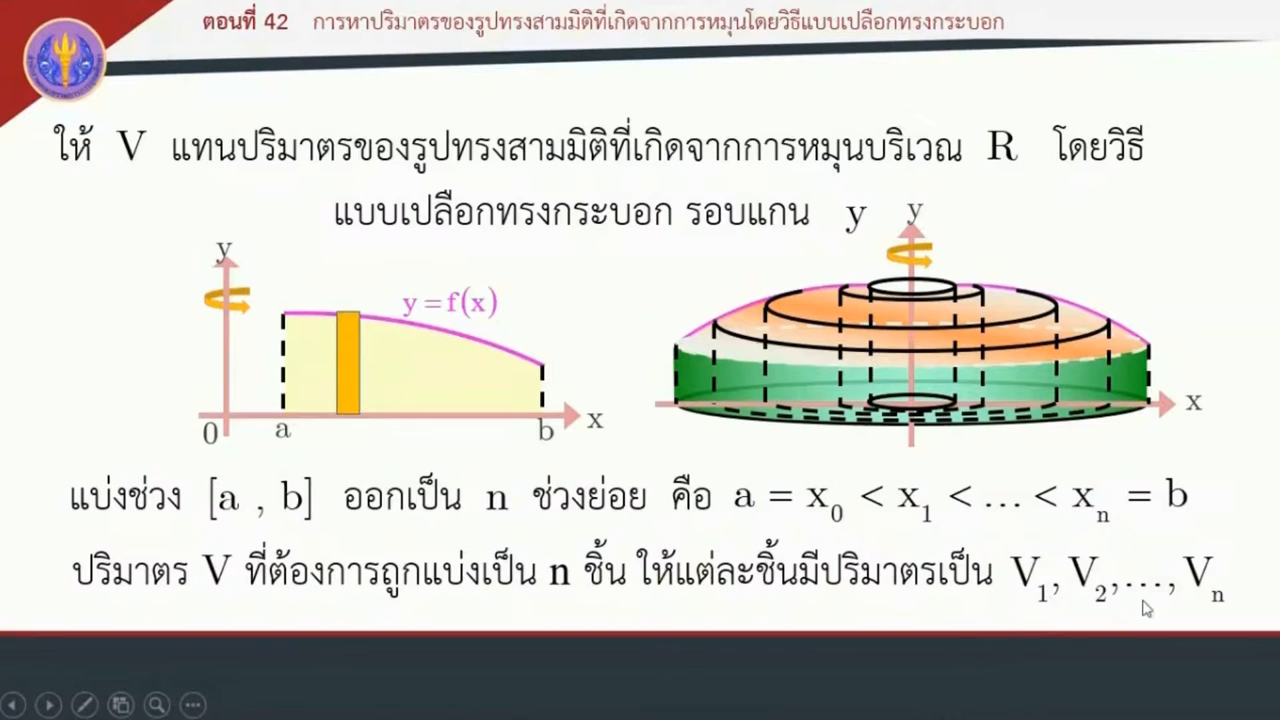 ตอนที่ 42 การหาปริมาตรของรูปทรงสามมิติที่เกิดจากการหมุนโดยวิธีแบบเปลือกทรงกระบอก
ให้ V แทนปริมาตรของรูปทรงสามมิติที่เกิดจากการหมุนบริเวณ R โดยวิธี
แบบเปลือกทรงกระบอก รอบแกน y
y
y = f(x)
0
a
b
x
y
x
แบ่งช่วง [a , b] ออกเป็น n ช่วงย่อย คือ a = x₀ < x₁ < ... < xₙ = b
ปริมาตร V ที่ต้องการถูกแบ่งเป็น n ชิ้น ให้แต่ละชิ้นมีปริมาตรเป็น V₁, V₂,..., Vₙ